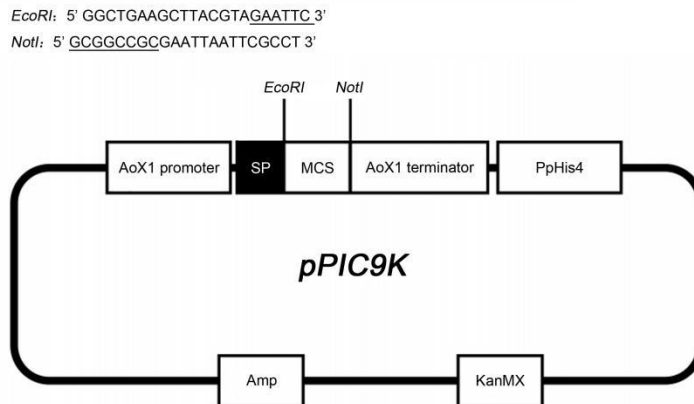 EcoRI: 5' GGCTGAAGCTTACGTAGAATTC 3'
NotI: 5' GCGGCCGCGAATTAATTCGCCT 3'
EcoRI NotI
AoX1 promoter SP MCS AoX1 terminator PpHis4
pPIC9K
Amp KanMX